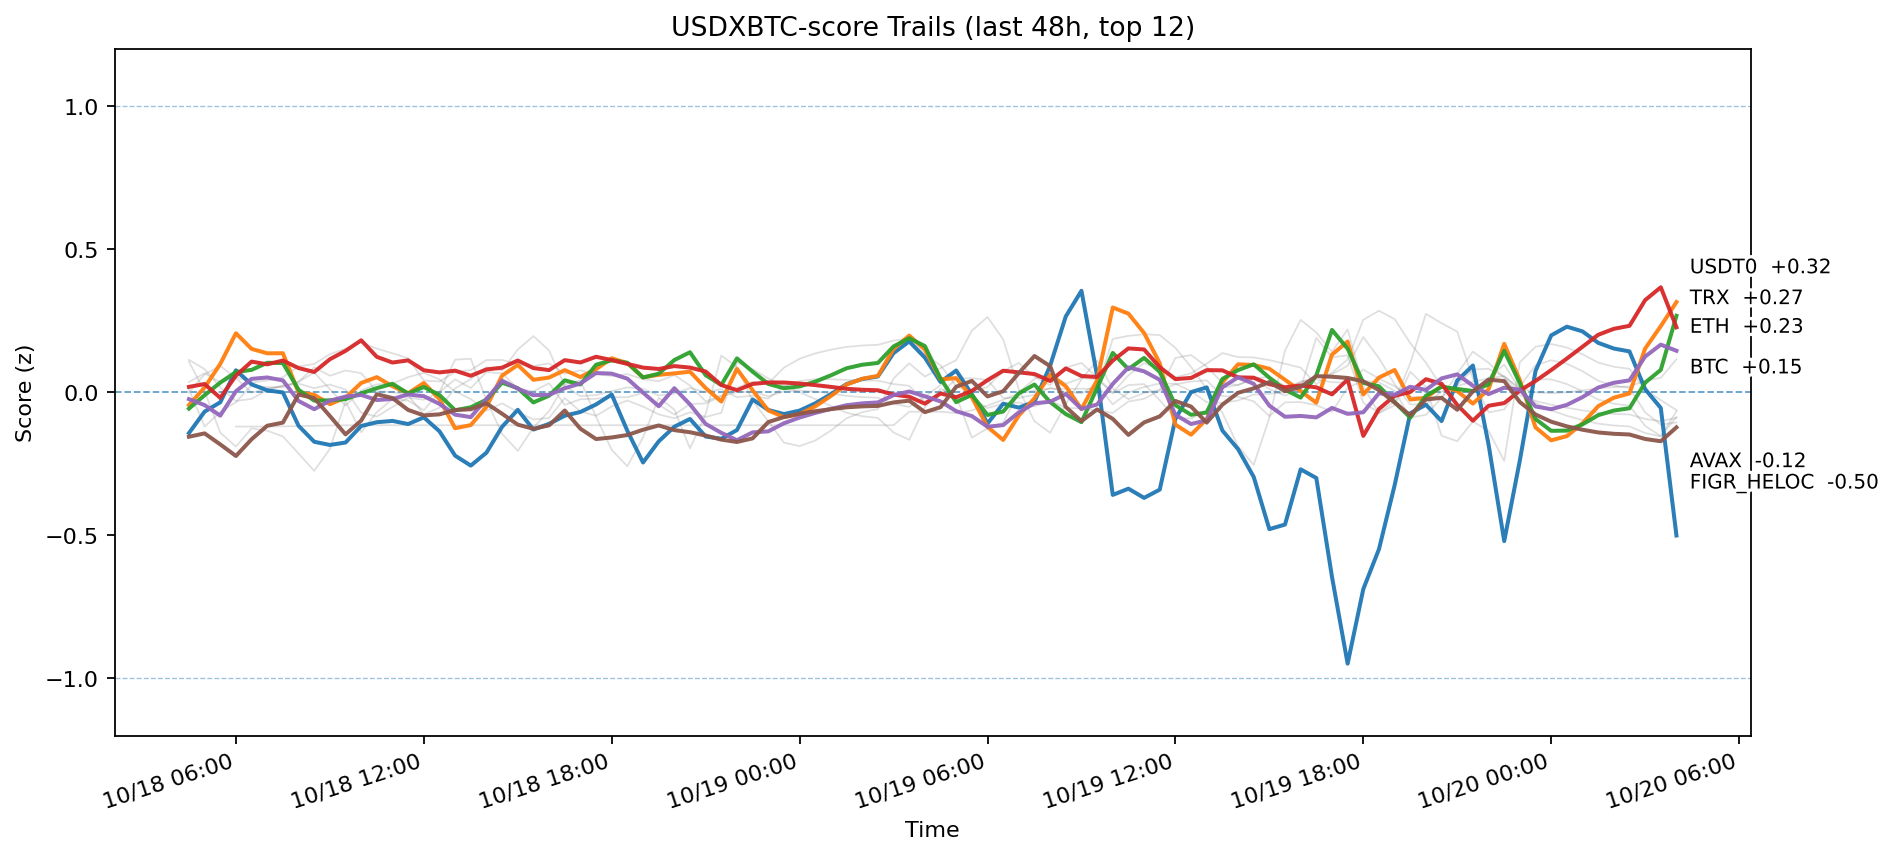 USDXBTC-score Trails (last 48h, top 12)
Score (z)
1.0
0.5
0.0
−0.5
−1.0
USDT0 +0.32
TRX +0.27
ETH +0.23
BTC +0.15
AVAX -0.12
FIGR_HELOC -0.50
10/18 06:00
10/18 12:00
10/18 18:00
10/19 00:00
10/19 06:00
10/19 12:00
10/19 18:00
10/20 00:00
10/20 06:00
Time